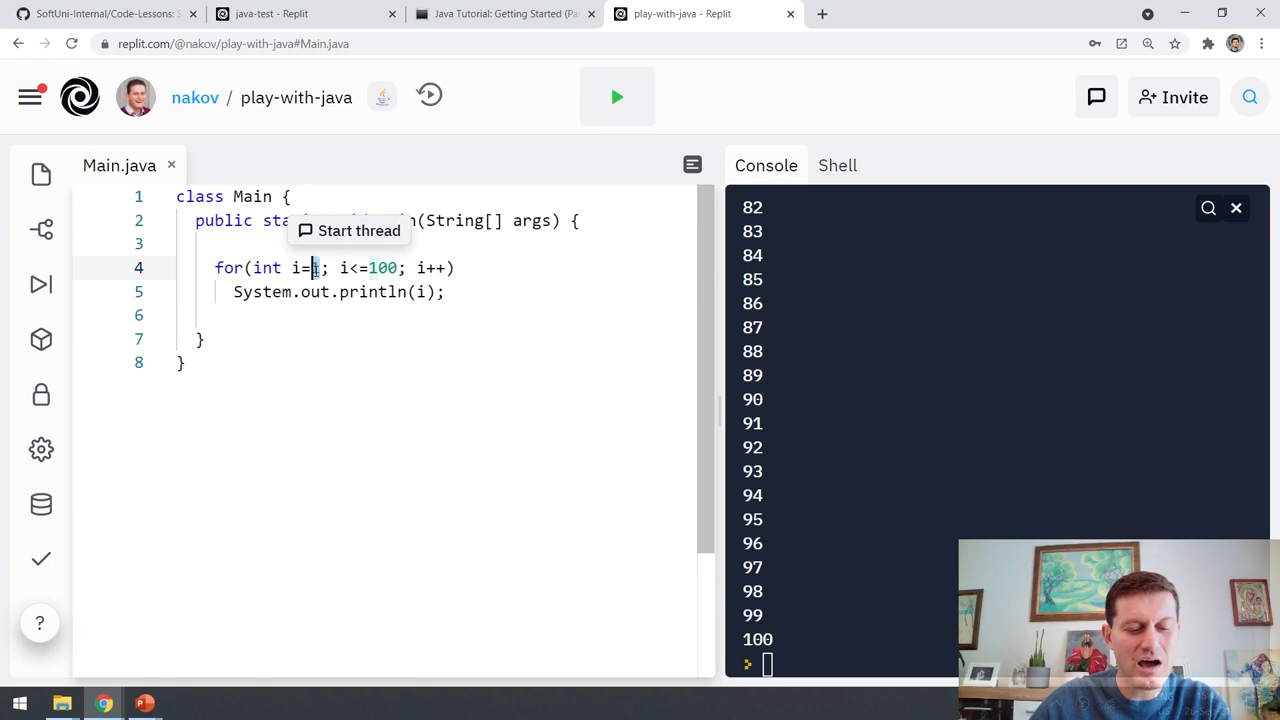 SoftUni-Internal/Code-Lessons: S
java-test - Replit
Java Tutorial: Getting Started (Pa
play-with-java - Replit
replit.com/@nakov/play-with-java#Main.java
nakov / play-with-java
Invite
Main.java
Console
Shell
1 class Main {
2 public sta n(String[] args) {
Start thread
3
4 for(int i=1; i<=100; i++)
5 System.out.println(i);
6
7 }
8 }
82
83
84
85
86
87
88
89
90
91
92
93
94
95
96
97
98
99
100
?